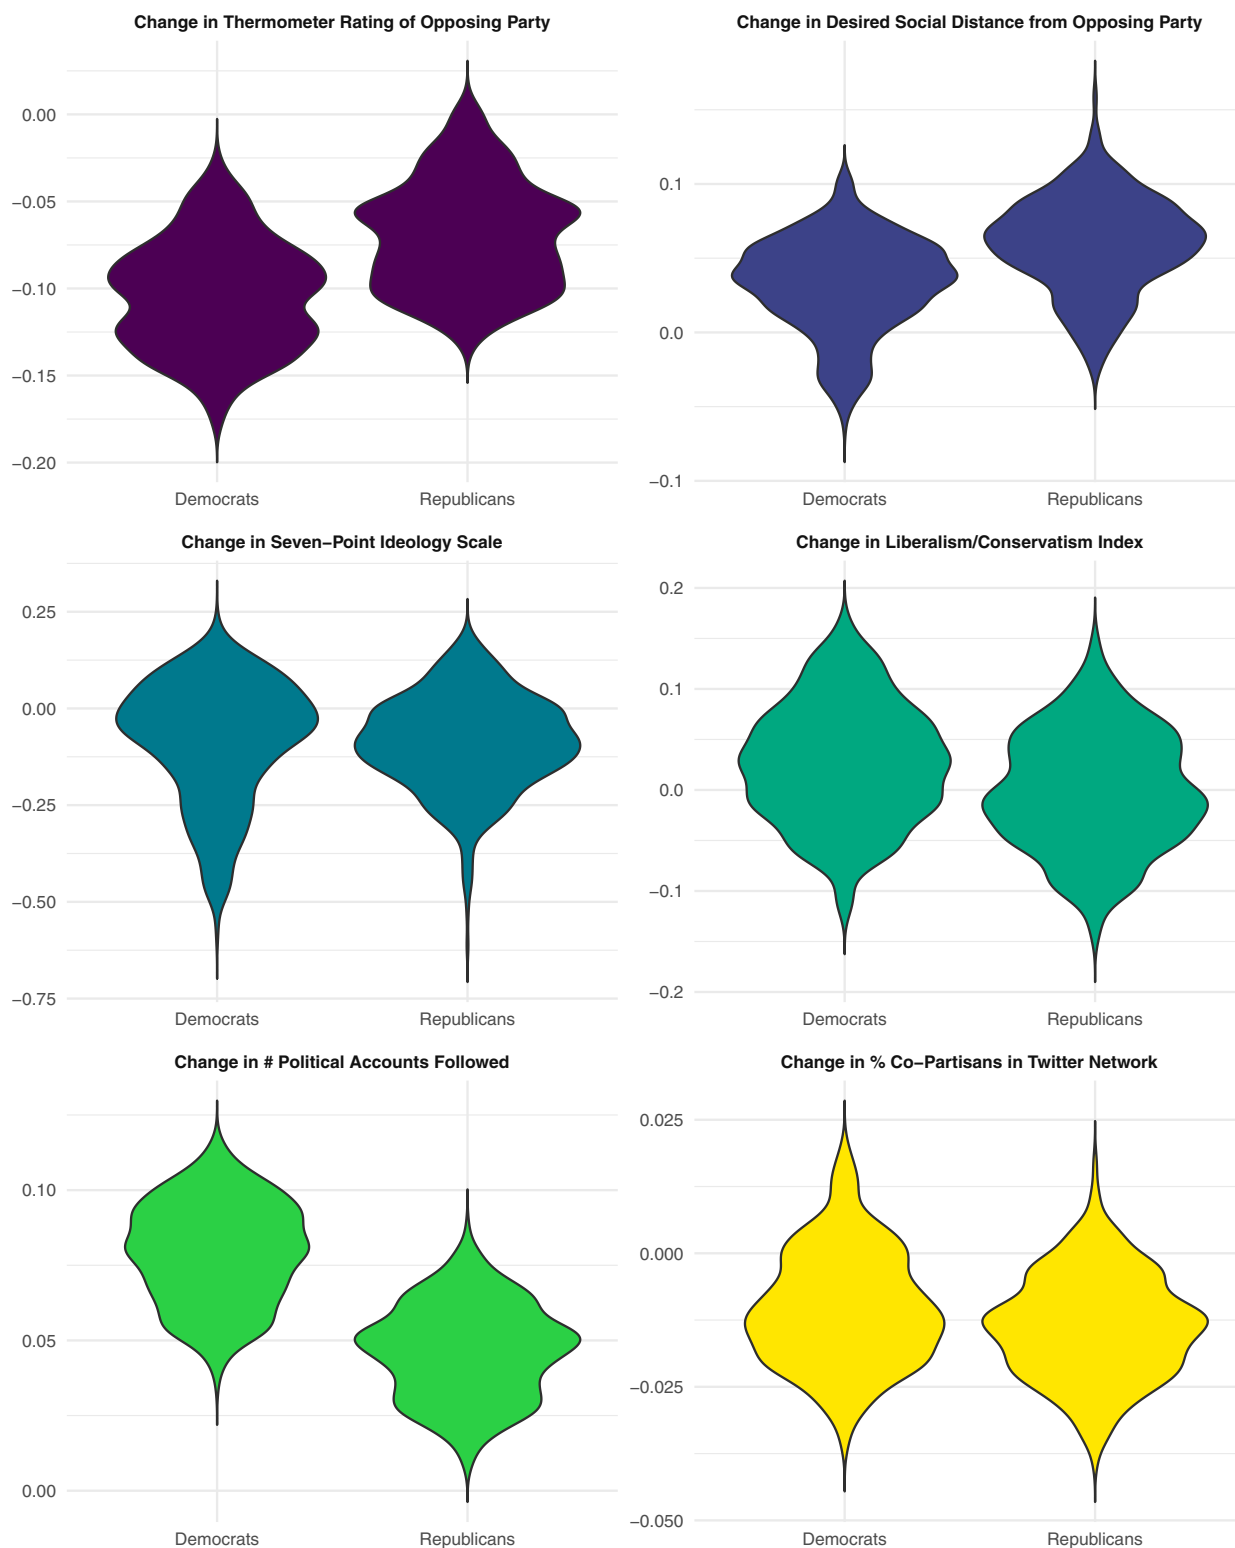 Change in Thermometer Rating of Opposing Party
0.00
−0.05
−0.10
−0.15
−0.20
Democrats Republicans
Change in Desired Social Distance from Opposing Party
0.1
0.0
−0.1
Democrats Republicans
Change in Seven−Point Ideology Scale
0.25
0.00
−0.25
−0.50
−0.75
Democrats Republicans
Change in Liberalism/Conservatism Index
0.2
0.1
0.0
−0.1
−0.2
Democrats Republicans
Change in # Political Accounts Followed
0.10
0.05
0.00
Democrats Republicans
Change in % Co−Partisans in Twitter Network
0.025
0.000
−0.025
−0.050
Democrats Republicans